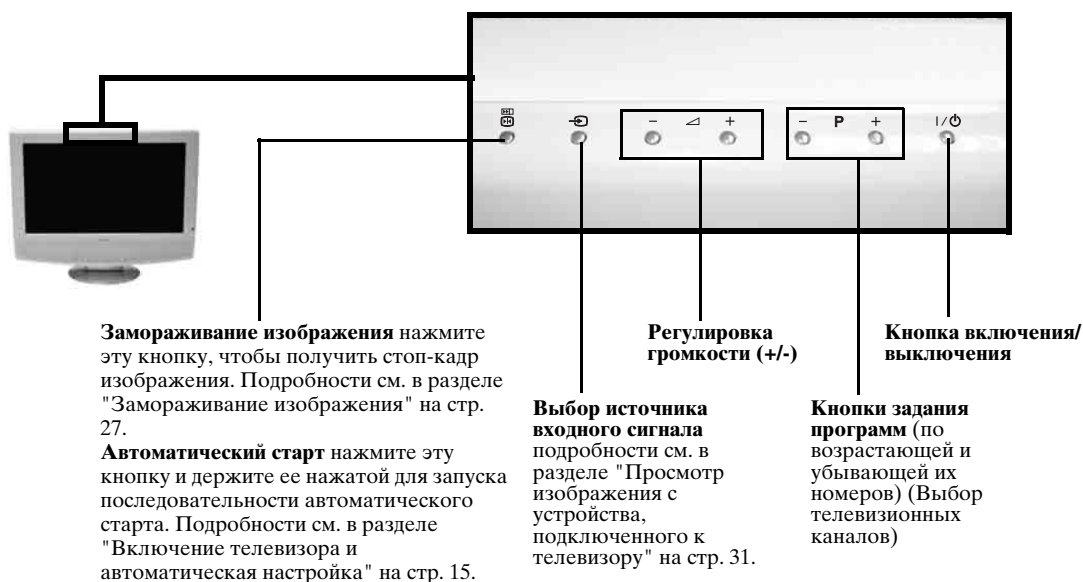 - + - P + I/
Замораживание изображения нажмите
эту кнопку, чтобы получить стоп-кадр
изображения. Подробности см. в разделе
"Замораживание изображения" на стр.
27.
Автоматический старт нажмите эту
кнопку и держите ее нажатой для запуска
последовательности автоматического
старта. Подробности см. в разделе
"Включение телевизора и
автоматическая настройка" на стр. 15.
Выбор источника
входного сигнала
подробности см. в
разделе "Просмотр
изображения с
устройства,
подключенного к
телевизору" на стр. 31.
Регулировка
громкости (+/-)
Кнопки задания
программ (по
возрастающей и
убывающей их
номеров) (Выбор
телевизионных
каналов)
Кнопка включения/
выключения